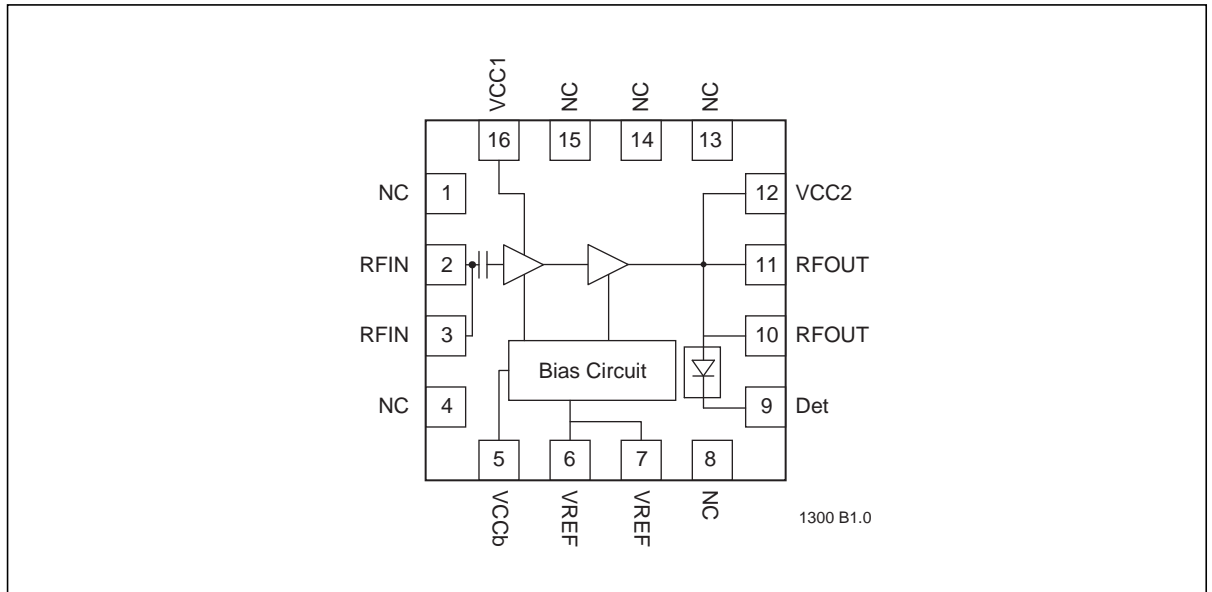 VCC1 NC NC NC
16 15 14 13
NC 1 12 VCC2
RFIN 2 11 RFOUT
RFIN 3 10 RFOUT
Bias Circuit
NC 4 9 Det
5 6 7 8
VCCb VREF VREF NC
1300 B1.0